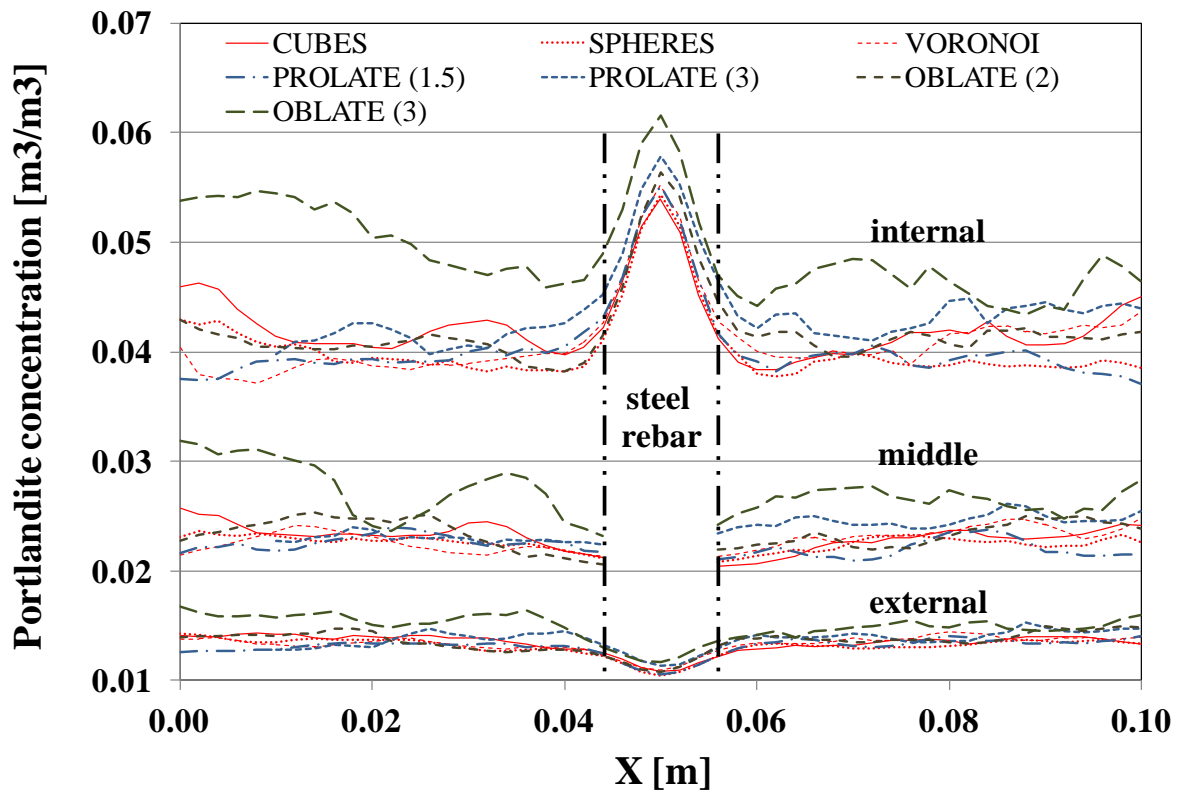 0.07
CUBES SPHERES VORONOI
PROLATE (1.5) PROLATE (3) OBLATE (2)
OBLATE (3)
0.06
0.05
0.04
0.03
0.02
0.01
Portlandite concentration [m3/m3]
internal
steel
rebar
middle
external
0.00 0.02 0.04 0.06 0.08 0.10
X [m]